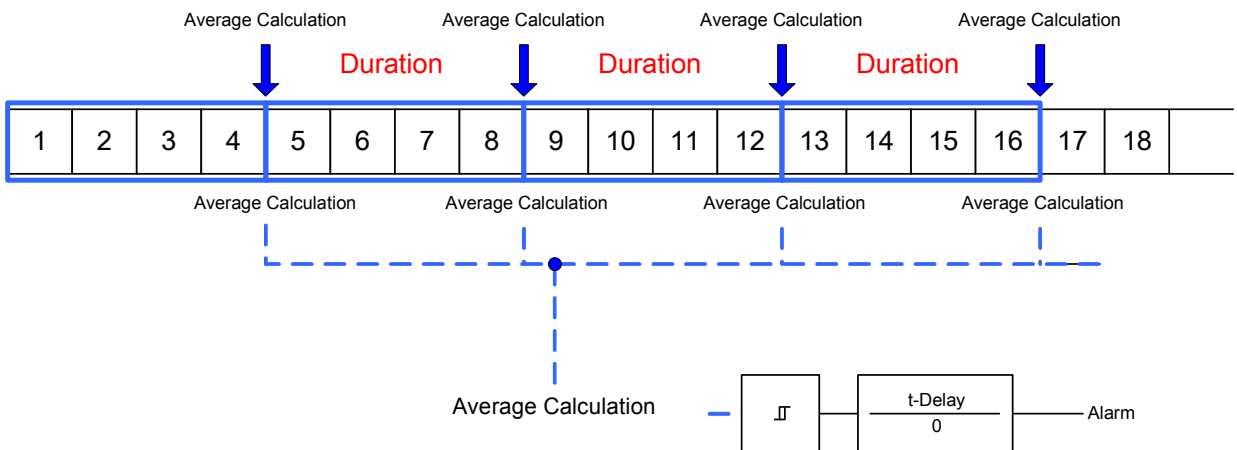 Average Calculation Average Calculation Average Calculation Average Calculation
Duration Duration Duration
1 2 3 4 5 6 7 8 9 10 11 12 13 14 15 16 17 18
Average Calculation Average Calculation Average Calculation Average Calculation
Average Calculation
t-Delay
0
Alarm